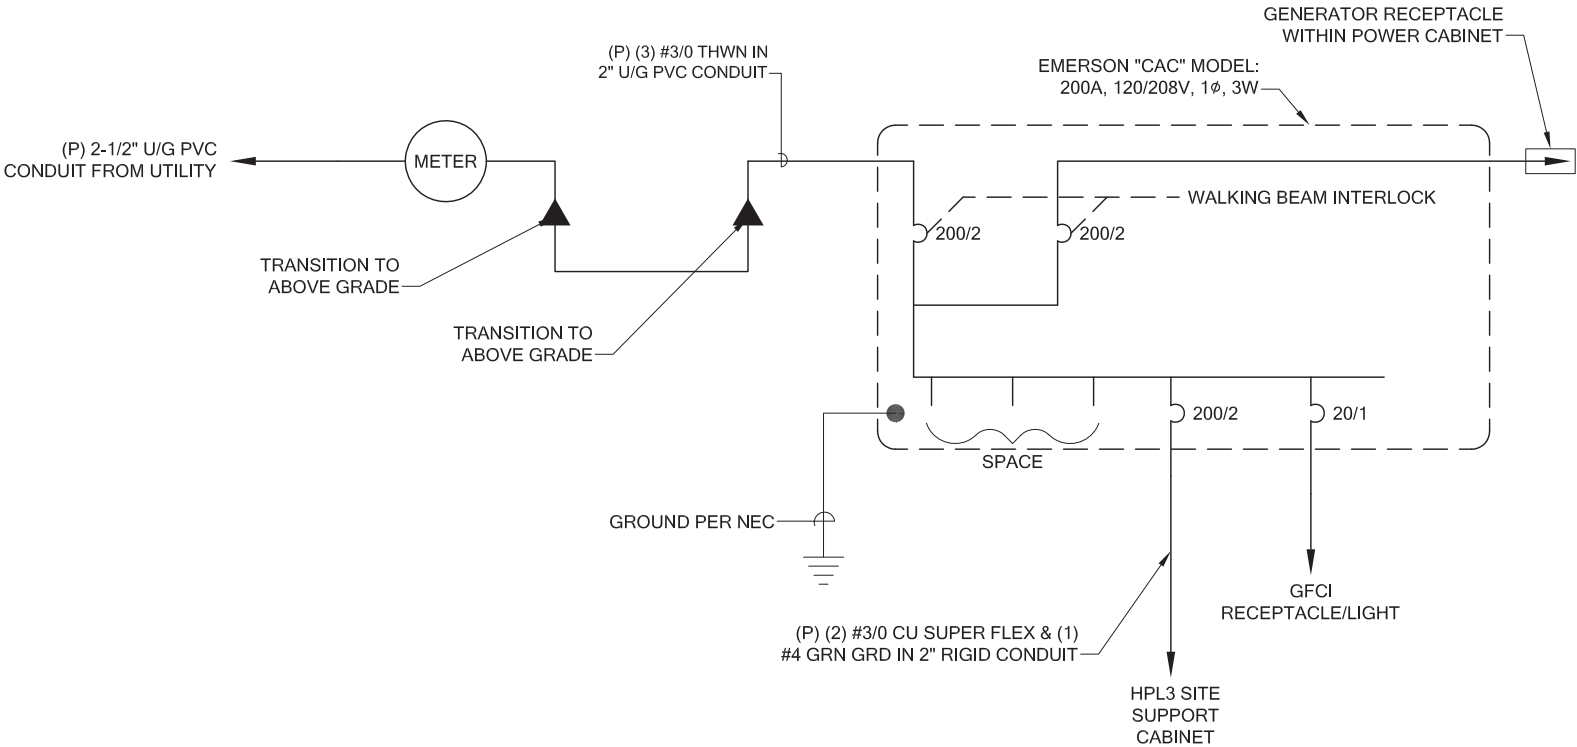 GENERATOR RECEPTACLE
WITHIN POWER CABINET
(P) (3) #3/0 THWN IN
2" U/G PVC CONDUIT
EMERSON "CAC" MODEL:
200A, 120/208V, 1ϕ, 3W
(P) 2-1/2" U/G PVC
CONDUIT FROM UTILITY
METER
WALKING BEAM INTERLOCK
200/2
200/2
TRANSITION TO
ABOVE GRADE
TRANSITION TO
ABOVE GRADE
200/2
20/1
SPACE
GROUND PER NEC
GFCI
RECEPTACLE/LIGHT
(P) (2) #3/0 CU SUPER FLEX & (1)
#4 GRN GRD IN 2" RIGID CONDUIT
HPL3 SITE
SUPPORT
CABINET